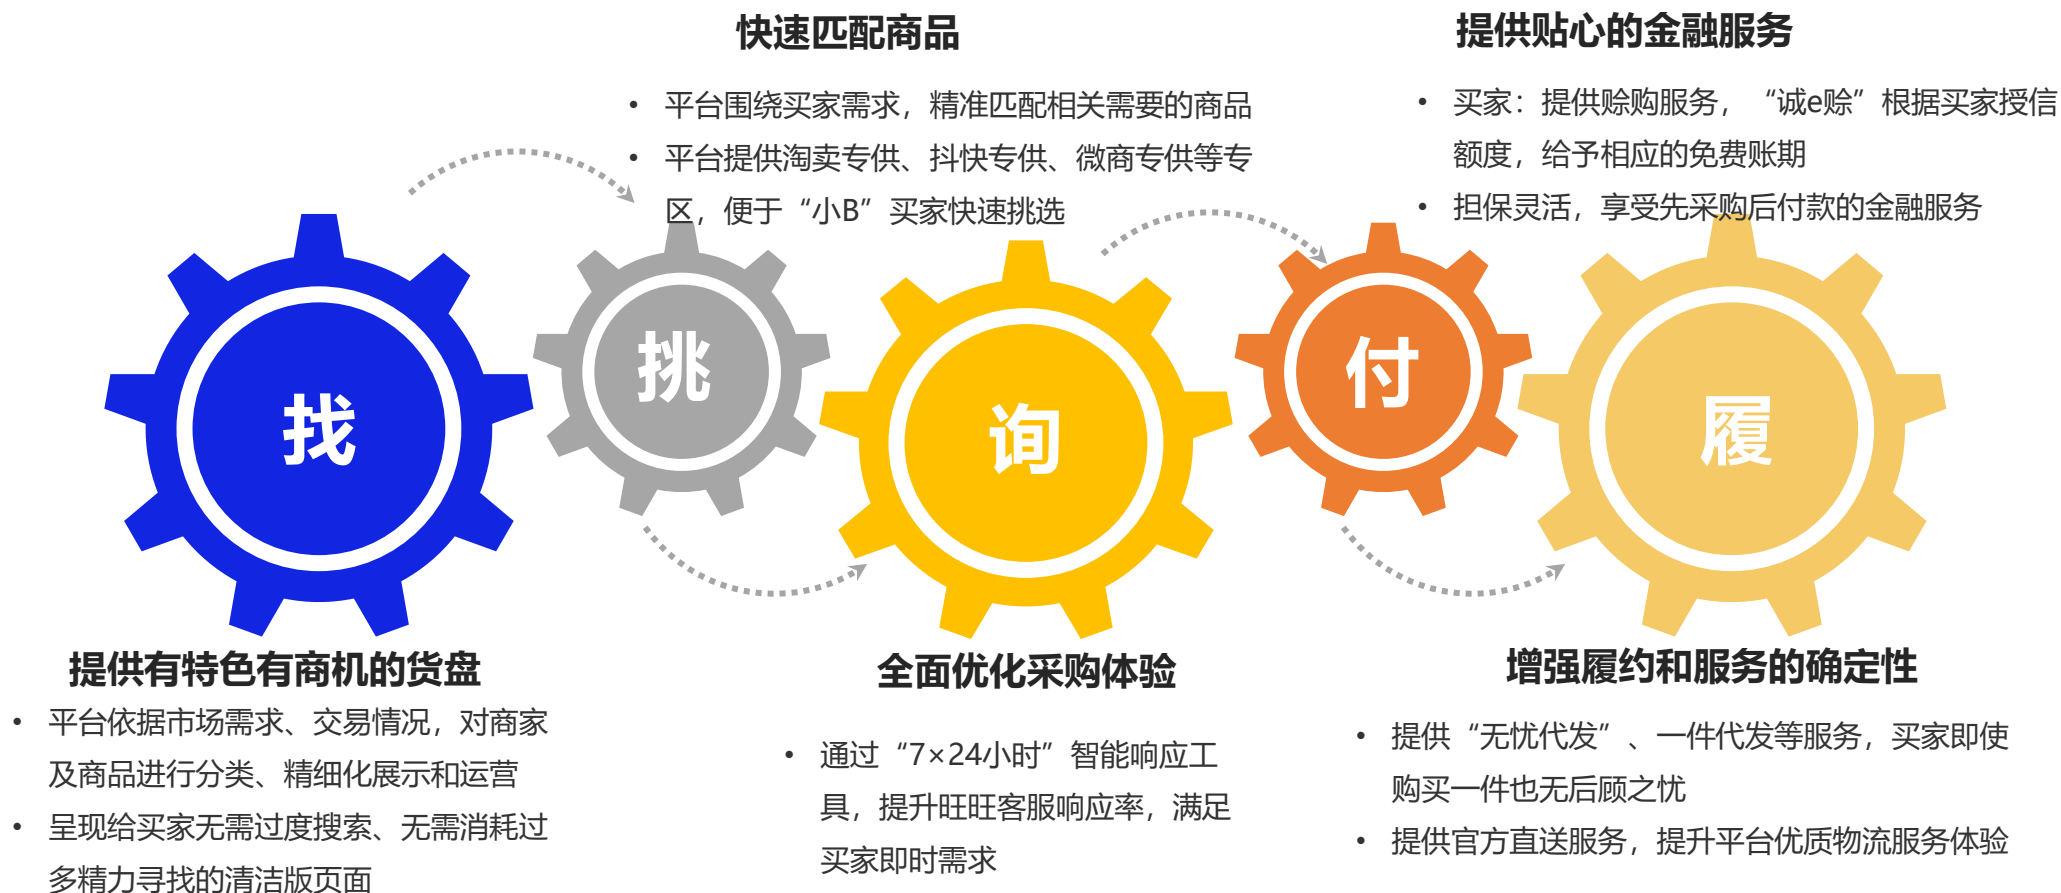 快速匹配商品
• 平台围绕买家需求，精准匹配相关需要的商品
• 平台提供淘卖专供、抖快专供、微商专供等专
区，便于“小B”买家快速挑选
提供贴心的金融服务
• 买家：提供赊购服务，“诚e赊”根据买家授信
额度，给予相应的免费账期
• 担保灵活，享受先采购后付款的金融服务
找
挑
询
付
履
提供有特色有商机的货盘
• 平台依据市场需求、交易情况，对商家
及商品进行分类、精细化展示和运营
• 呈现给买家无需过度搜索、无需消耗过
多精力寻找的清洁版页面
全面优化采购体验
• 通过“7×24小时”智能响应工
具，提升旺旺客服响应率，满足
买家即时需求
增强履约和服务的确定性
• 提供“无忧代发”、一件代发等服务，买家即使
购买一件也无后顾之忧
• 提供官方直送服务，提升平台优质物流服务体验